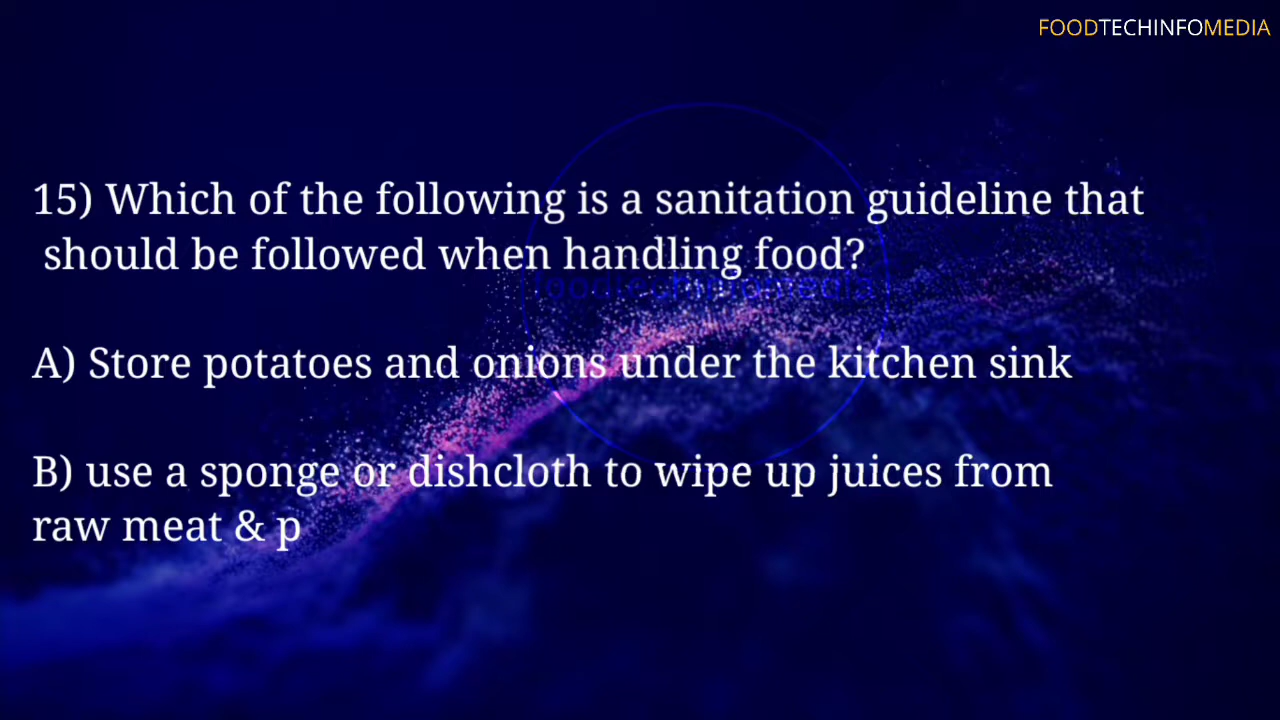 FOODTECHINFOMEDIA
15) Which of the following is a sanitation guideline that
should be followed when handling food?
foodtechinfomedia
A) Store potatoes and onions under the kitchen sink
B) use a sponge or dishcloth to wipe up juices from
raw meat & p